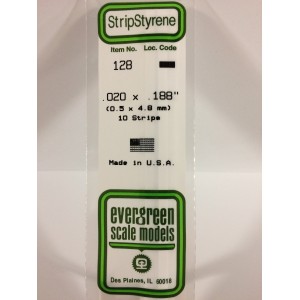 StripStyrene
Item No. Loc. Code
128
.020 x .188"
(0.5 x 4.8 mm)
10 Strips
Made in U.S.A.
evergreen
scale models
Des Plaines, IL 60018